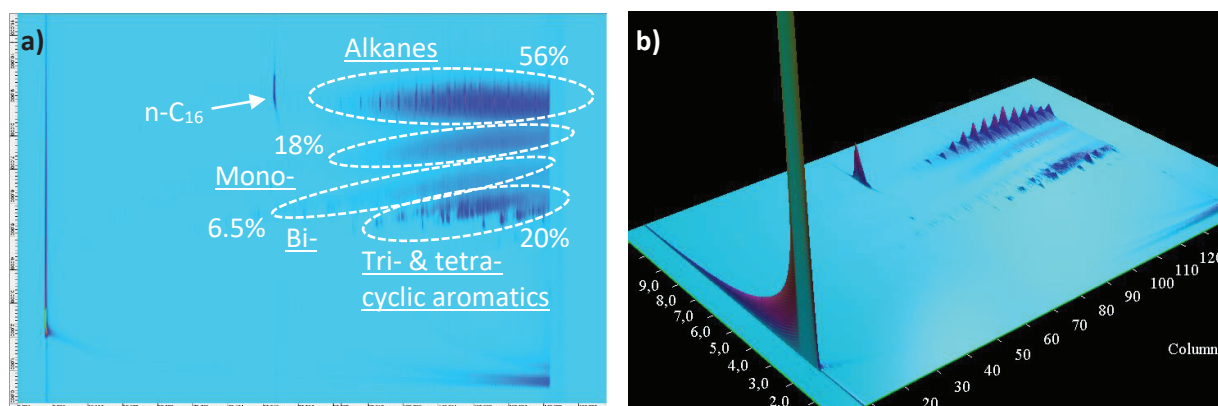 a)
Alkanes
56%
n-C₁₆
18%
Mono-
6.5%
Bi-
20%
Tri- & tetra-
cyclic aromatics
b)
9,0
8,0
7,0
6,0
5,0
4,0
3,0
2,0
20
30
40
50
60
70
80
90
100
110
120
Column